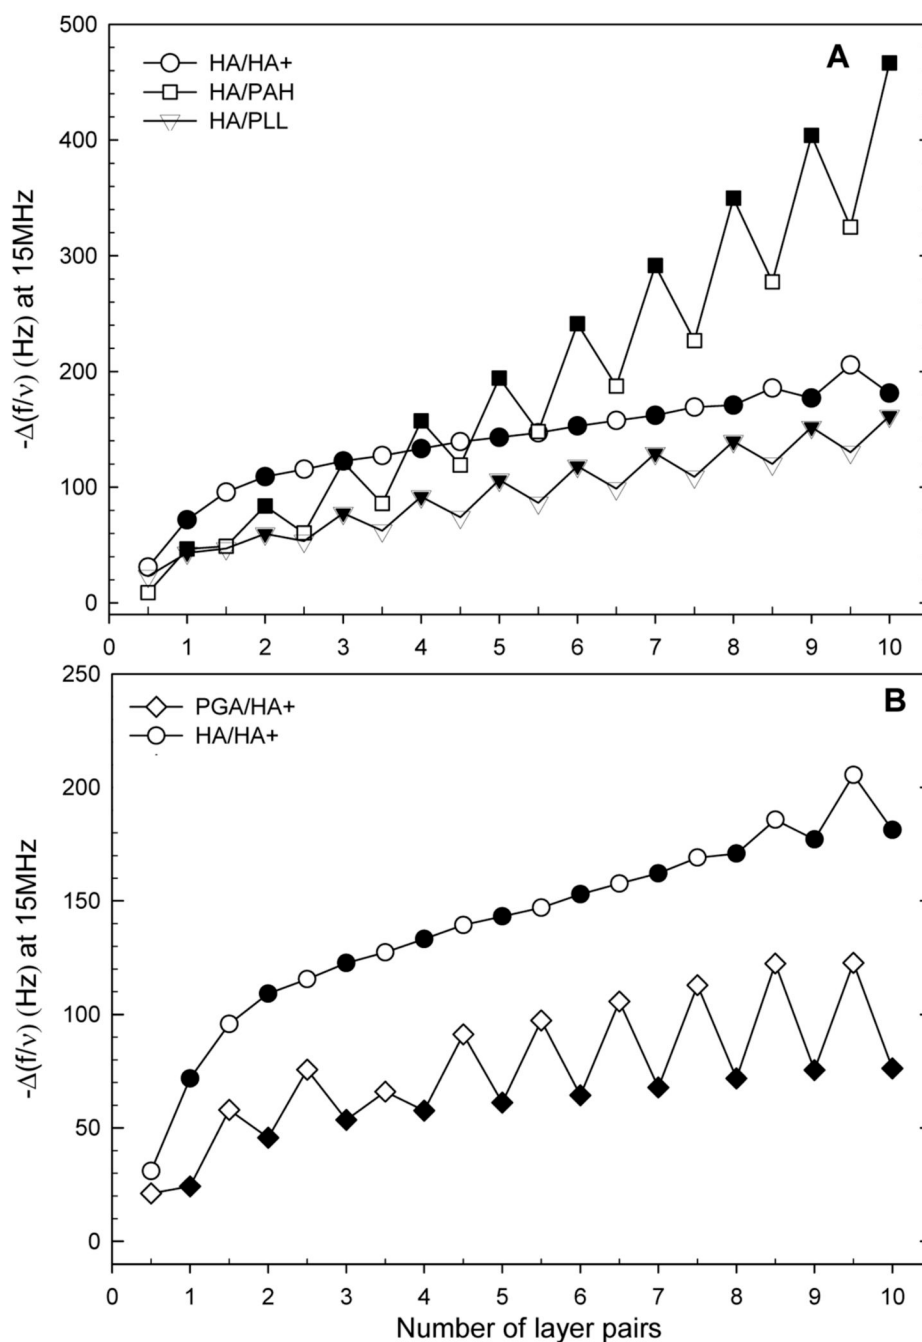 500
400
300
200
100
0
-Δ(f/ν) (Hz) at 15MHz
HA/HA+
HA/PAH
HA/PLL
A
0 1 2 3 4 5 6 7 8 9 10
250
200
150
100
50
0
-Δ(f/ν) (Hz) at 15MHz
PGA/HA+
HA/HA+
B
0 1 2 3 4 5 6 7 8 9 10
Number of layer pairs